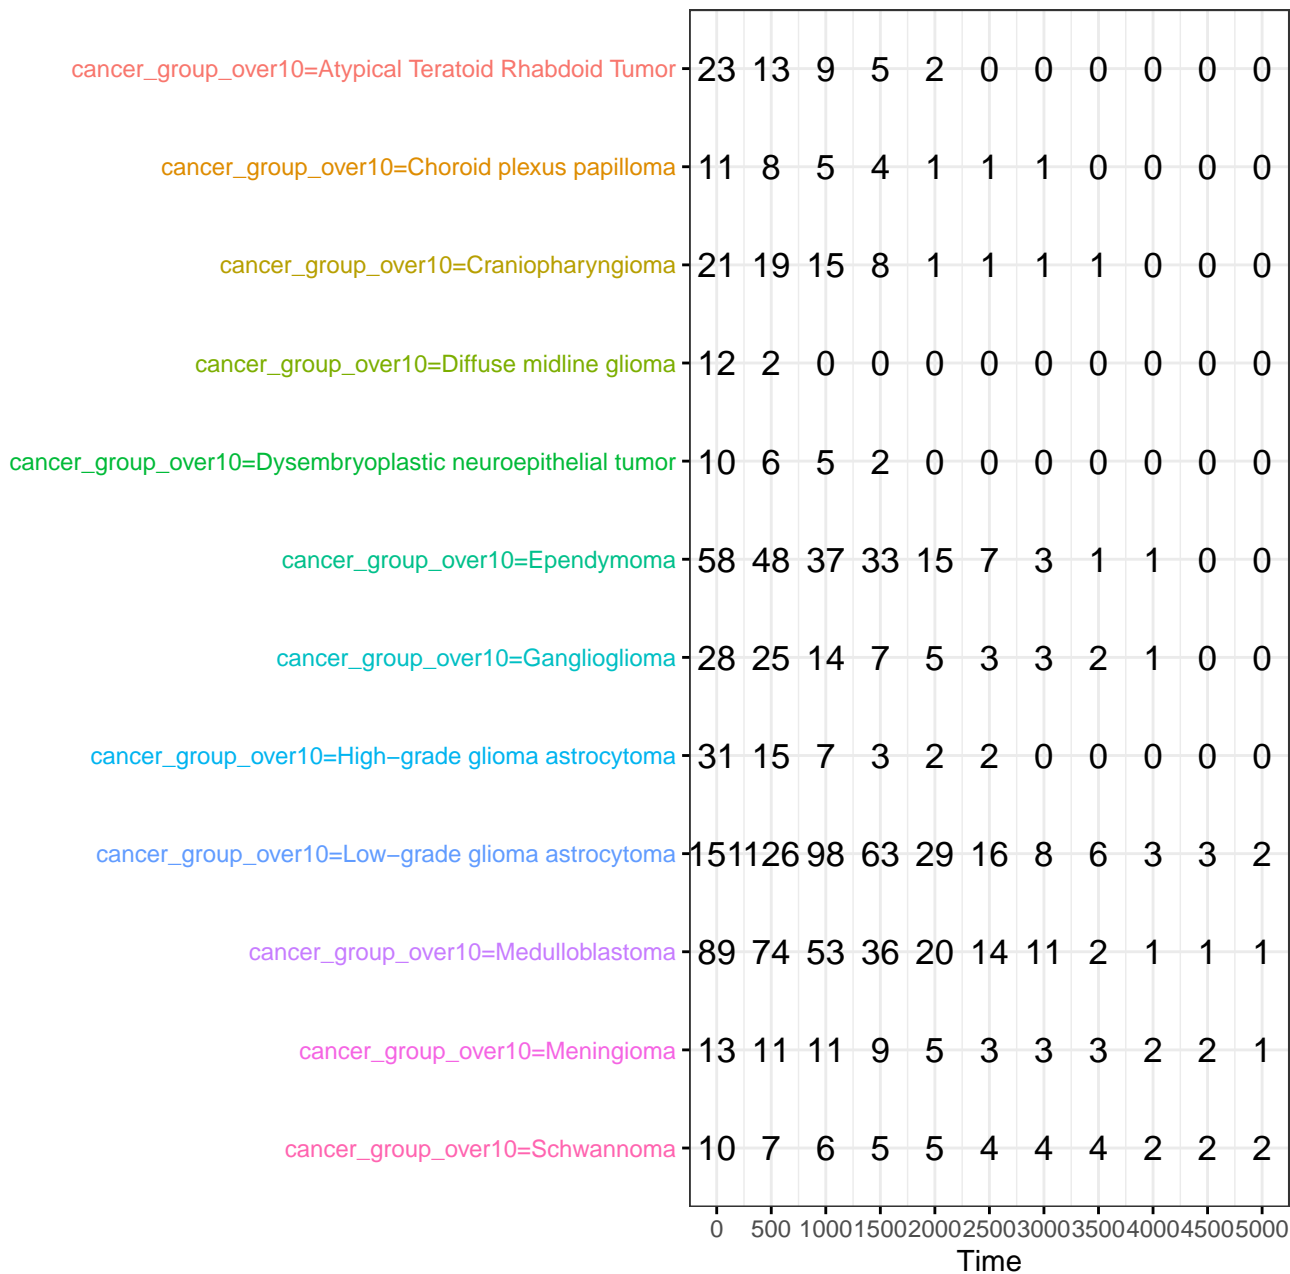 cancer_group_over10=Atypical Teratoid Rhabdoid Tumor 23 13 9 5 2 0 0 0 0 0 0
cancer_group_over10=Choroid plexus papilloma 11 8 5 4 1 1 1 0 0 0 0
cancer_group_over10=Craniopharyngioma 21 19 15 8 1 1 1 1 0 0 0
cancer_group_over10=Diffuse midline glioma 12 2 0 0 0 0 0 0 0 0 0
cancer_group_over10=Dysembryoplastic neuroepithelial tumor 10 6 5 2 0 0 0 0 0 0 0
cancer_group_over10=Ependymoma 58 48 37 33 15 7 3 1 1 0 0
cancer_group_over10=Ganglioglioma 28 25 14 7 5 3 3 2 1 0 0
cancer_group_over10=High−grade glioma astrocytoma 31 15 7 3 2 2 0 0 0 0 0
cancer_group_over10=Low−grade glioma astrocytoma 151 126 98 63 29 16 8 6 3 3 2
cancer_group_over10=Medulloblastoma 89 74 53 36 20 14 11 2 1 1 1
cancer_group_over10=Meningioma 13 11 11 9 5 3 3 3 2 2 1
cancer_group_over10=Schwannoma 10 7 6 5 5 4 4 4 2 2 2
0 500 1000 1500 2000 2500 3000 3500 4000 4500 5000
Time